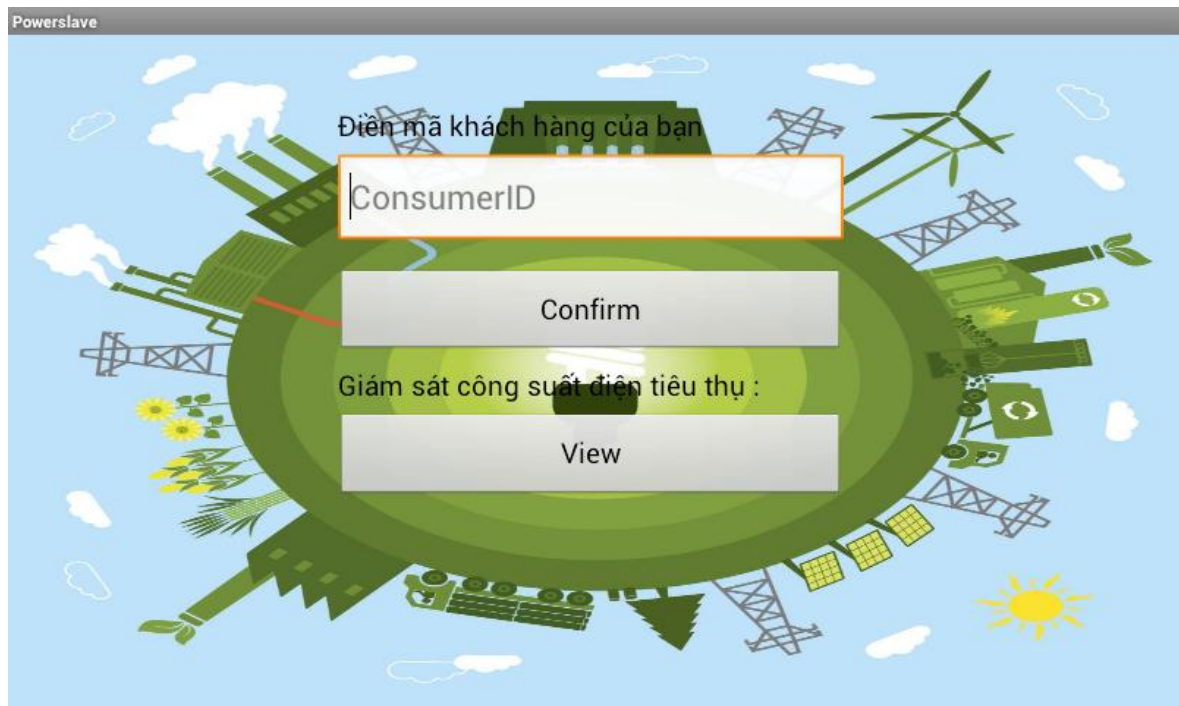 Powerslave
Điền mã khách hàng của bạn
ConsumerID
Confirm
Giám sát công suất điện tiêu thụ :
View